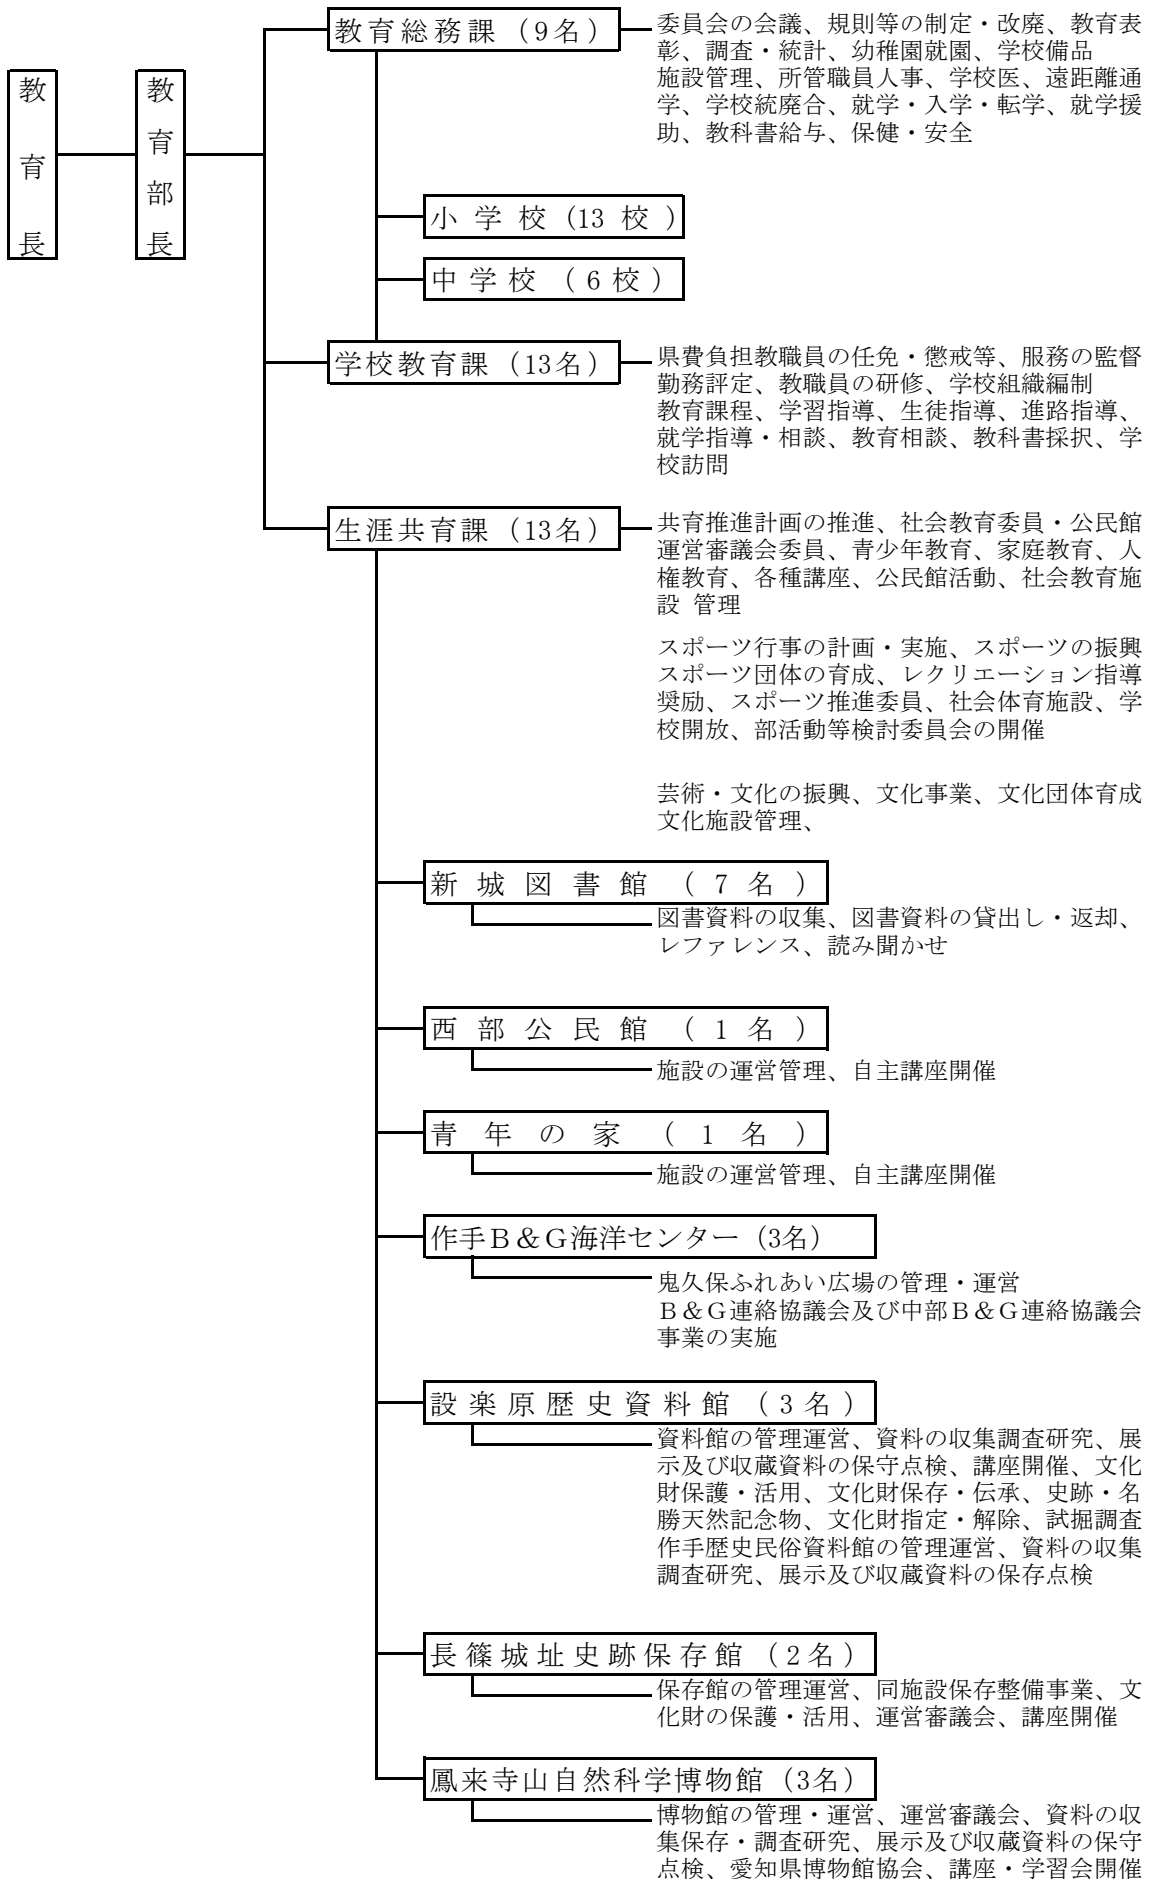 教育長
教育部長
教育総務課（9名）
委員会の会議、規則等の制定・改廃、教育表
彰、調査・統計、幼稚園就園、学校備品
施設管理、所管職員人事、学校医、遠距離通
学、学校統廃合、就学・入学・転学、就学援
助、教科書給与、保健・安全
小学校（13校）
中学校（6校）
学校教育課（13名）
県費負担教職員の任免・懲戒等、服務の監督
勤務評定、教職員の研修、学校組織編制
教育課程、学習指導、生徒指導、進路指導、
就学指導・相談、教育相談、教科書採択、学
校訪問
生涯共育課（13名）
共育推進計画の推進、社会教育委員・公民館
運営審議会委員、青少年教育、家庭教育、人
権教育、各種講座、公民館活動、社会教育施
設 管理
スポーツ行事の計画・実施、スポーツの振興
スポーツ団体の育成、レクリエーション指導
奨励、スポーツ推進委員、社会体育施設、学
校開放、部活動等検討委員会の開催
芸術・文化の振興、文化事業、文化団体育成
文化施設管理、
新城図書館（7名）
図書資料の収集、図書資料の貸出し・返却、
レファレンス、読み聞かせ
西部公民館（1名）
施設の運営管理、自主講座開催
青年の家（1名）
施設の運営管理、自主講座開催
作手Ｂ＆Ｇ海洋センター（3名）
鬼久保ふれあい広場の管理・運営
Ｂ＆Ｇ連絡協議会及び中部Ｂ＆Ｇ連絡協議会
事業の実施
設楽原歴史資料館（3名）
資料館の管理運営、資料の収集調査研究、展
示及び収蔵資料の保守点検、講座開催、文化
財保護・活用、文化財保存・伝承、史跡・名
勝天然記念物、文化財指定・解除、試掘調査
作手歴史民俗資料館の管理運営、資料の収集
調査研究、展示及び収蔵資料の保存点検
長篠城址史跡保存館（2名）
保存館の管理運営、同施設保存整備事業、文
化財の保護・活用、運営審議会、講座開催
鳳来寺山自然科学博物館（3名）
博物館の管理・運営、運営審議会、資料の収
集保存・調査研究、展示及び収蔵資料の保守
点検、愛知県博物館協会、講座・学習会開催